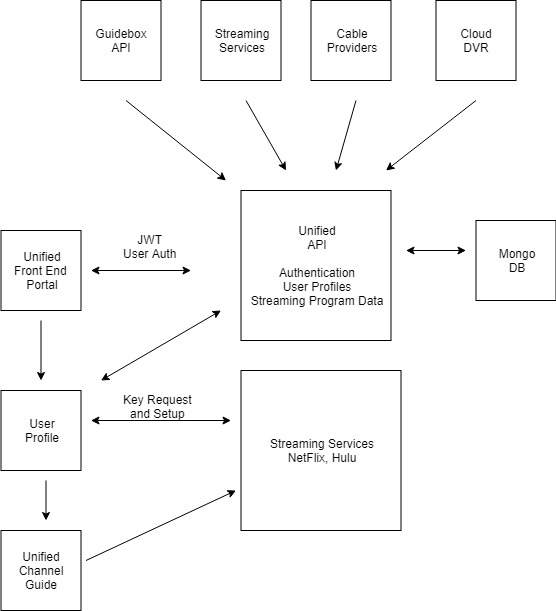 Guidebox
API
Streaming
Services
Cable
Providers
Cloud
DVR
Unified
API
Authentication
User Profiles
Streaming Program Data
JWT
User Auth
Unified
Front End
Portal
Mongo
DB
Key Request
and Setup
User
Profile
Streaming Services
NetFlix, Hulu
Unified
Channel
Guide